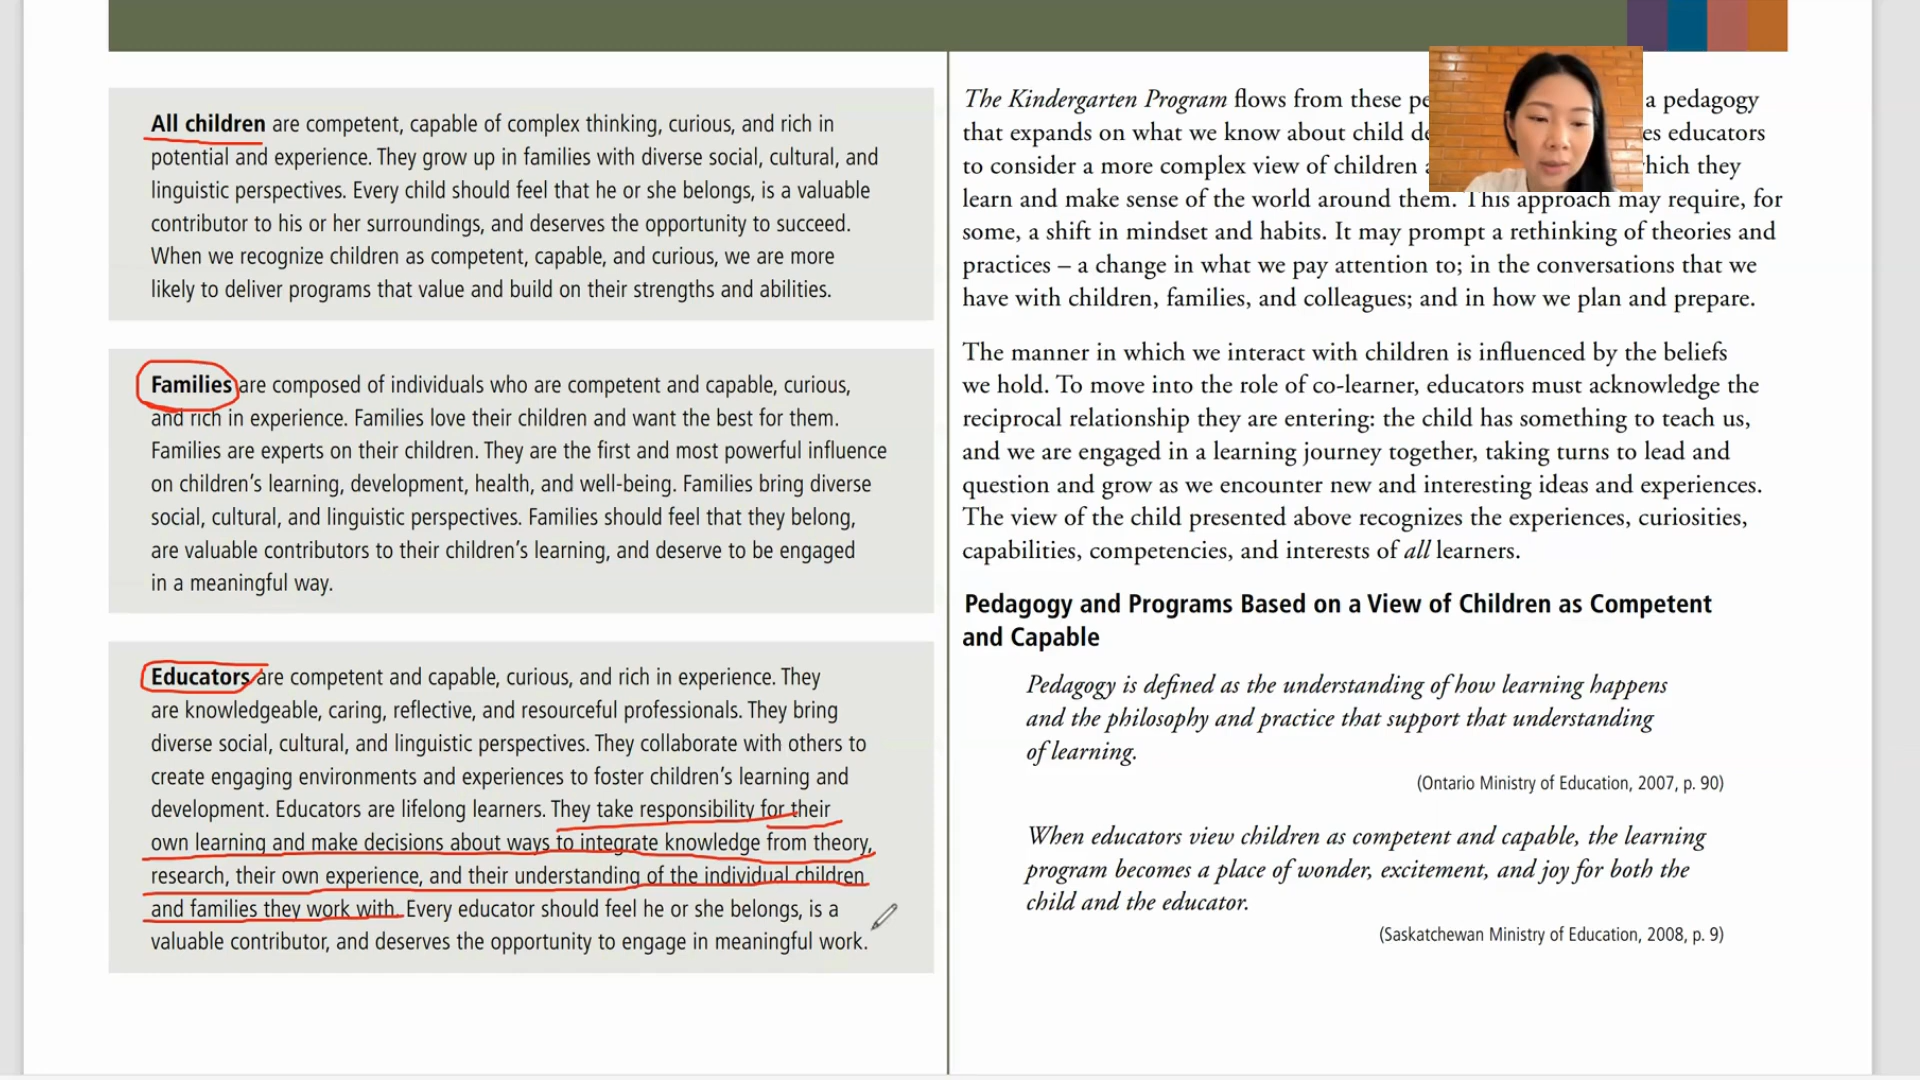 All children are competent, capable of complex thinking, curious, and rich in
potential and experience. They grow up in families with diverse social, cultural, and
linguistic perspectives. Every child should feel that he or she belongs, is a valuable
contributor to his or her surroundings, and deserves the opportunity to succeed.
When we recognize children as competent, capable, and curious, we are more
likely to deliver programs that value and build on their strengths and abilities.
Families are composed of individuals who are competent and capable, curious,
and rich in experience. Families love their children and want the best for them.
Families are experts on their children. They are the first and most powerful influence
on children’s learning, development, health, and well-being. Families bring diverse
social, cultural, and linguistic perspectives. Families should feel that they belong,
are valuable contributors to their children’s learning, and deserve to be engaged
in a meaningful way.
Educators are competent and capable, curious, and rich in experience. They
are knowledgeable, caring, reflective, and resourceful professionals. They bring
diverse social, cultural, and linguistic perspectives. They collaborate with others to
create engaging environments and experiences to foster children’s learning and
development. Educators are lifelong learners. They take responsibility for their
own learning and make decisions about ways to integrate knowledge from theory,
research, their own experience, and their understanding of the individual children
and families they work with. Every educator should feel he or she belongs, is a
valuable contributor, and deserves the opportunity to engage in meaningful work.
The Kindergarten Program flows from these a pedagogy
that expands on what we know about child educators
to consider a more complex view of children which they
learn and make sense of the world around them. This approach may require, for
some, a shift in mindset and habits. It may prompt a rethinking of theories and
practices – a change in what we pay attention to; in the conversations that we
have with children, families, and colleagues; and in how we plan and prepare.
The manner in which we interact with children is influenced by the beliefs
we hold. To move into the role of co-learner, educators must acknowledge the
reciprocal relationship they are entering: the child has something to teach us,
and we are engaged in a learning journey together, taking turns to lead and
question and grow as we encounter new and interesting ideas and experiences.
The view of the child presented above recognizes the experiences, curiosities,
capabilities, competencies, and interests of all learners.
Pedagogy and Programs Based on a View of Children as Competent
and Capable
Pedagogy is defined as the understanding of how learning happens
and the philosophy and practice that support that understanding
of learning.
(Ontario Ministry of Education, 2007, p. 90)
When educators view children as competent and capable, the learning
program becomes a place of wonder, excitement, and joy for both the
child and the educator.
(Saskatchewan Ministry of Education, 2008, p. 9)